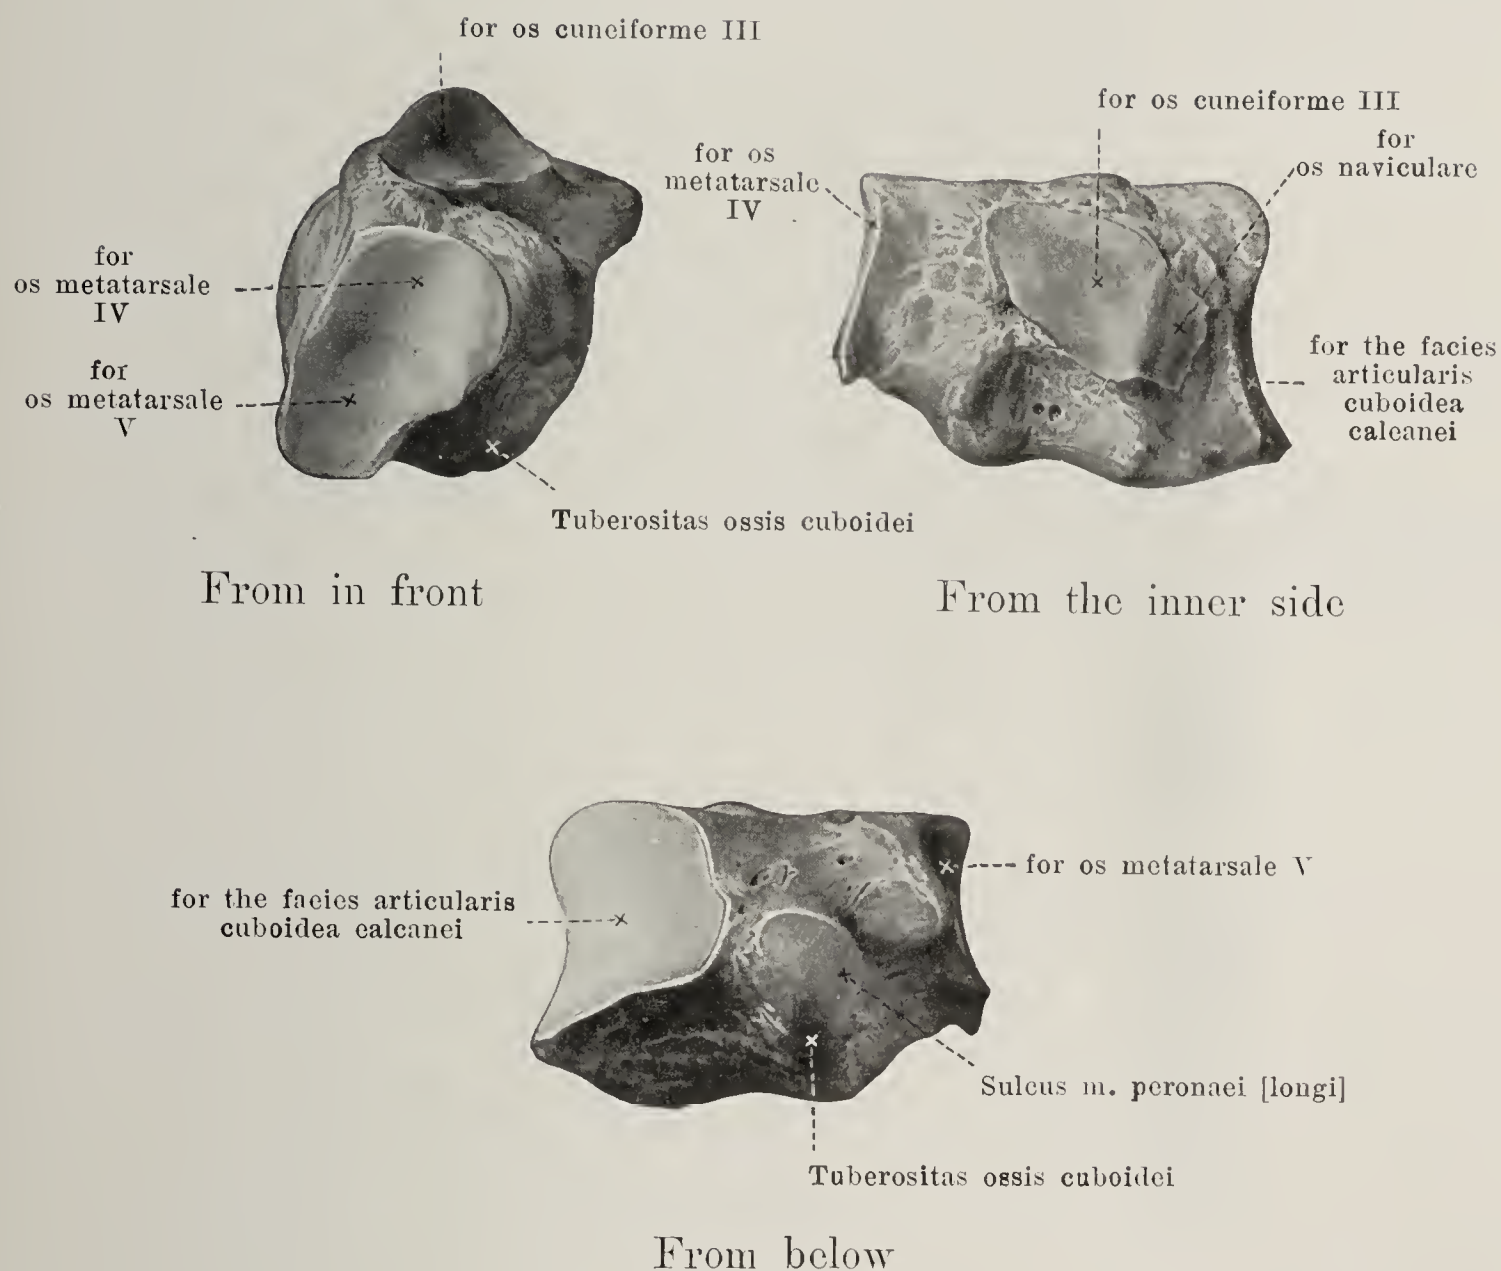 for os cuneiforme III
for
os metatarsale
IV
for
os metatarsale
V
Tuberositas ossis cuboidei
From in front
for os cuneiforme III
for
os naviculare
for os
metatarsale
IV
for the facies
articularis
cuboidea
calcanei
From the inner side
for the facies articularis
cuboidea calcanei
for os metatarsale V
Sulcus m. peronaei [longi]
Tuberositas ossis cuboidei
From below